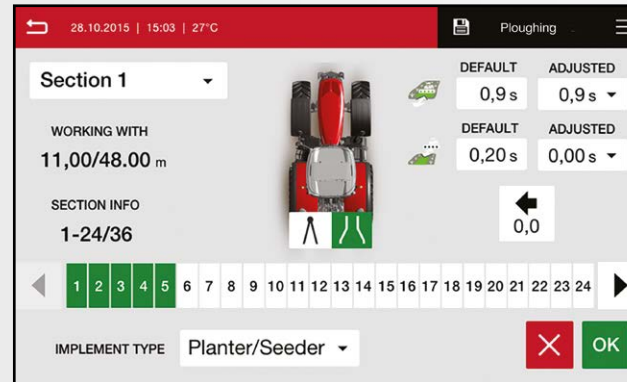 28.10.2015 | 15:03 | 27°C
Ploughing
Section 1
DEFAULT ADJUSTED
0,9 s 0,9 s
WORKING WITH
DEFAULT ADJUSTED
11,00/48.00 m
0,20 s 0,00 s
SECTION INFO
1-24/36
0,0
1 2 3 4 5 6 7 8 9 10 11 12 13 14 15 16 17 18 19 20 21 22 23 24
IMPLEMENT TYPE Planter/Seeder
OK